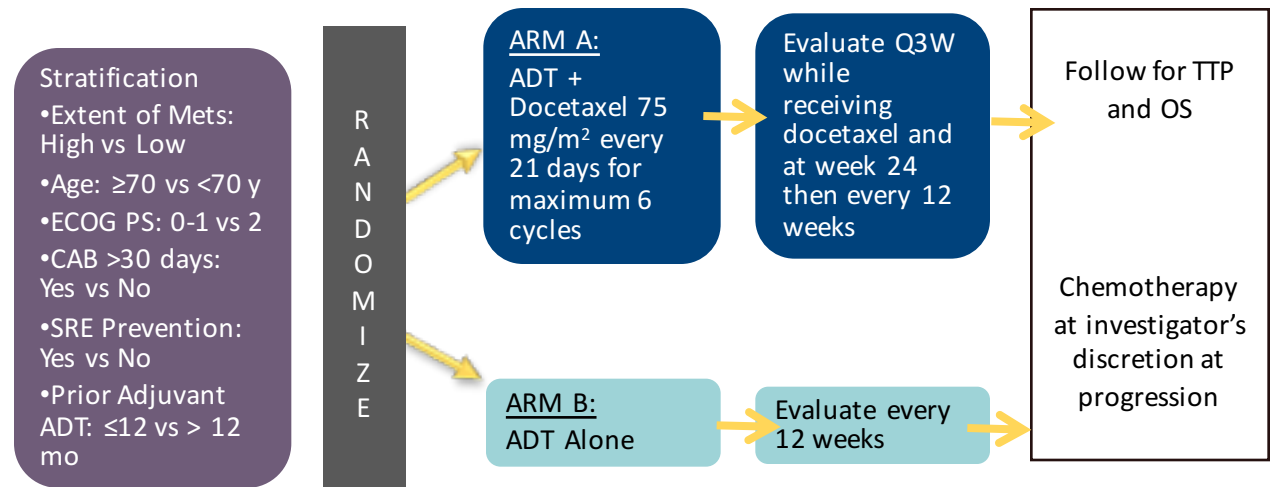 Stratification
•Extent of Mets:
High vs Low
•Age: ≥70 vs <70 y
•ECOG PS: 0-1 vs 2
•CAB >30 days:
Yes vs No
•SRE Prevention:
Yes vs No
•Prior Adjuvant
ADT: ≤12 vs > 12
mo
R
A
N
D
O
M
I
Z
E
ARM A:
ADT +
Docetaxel 75
mg/m² every
21 days for
maximum 6
cycles
Evaluate Q3W
while
receiving
docetaxel and
at week 24
then every 12
weeks
ARM B:
ADT Alone
Evaluate every
12 weeks
Follow for TTP
and OS
Chemotherapy
at investigator’s
discretion at
progression